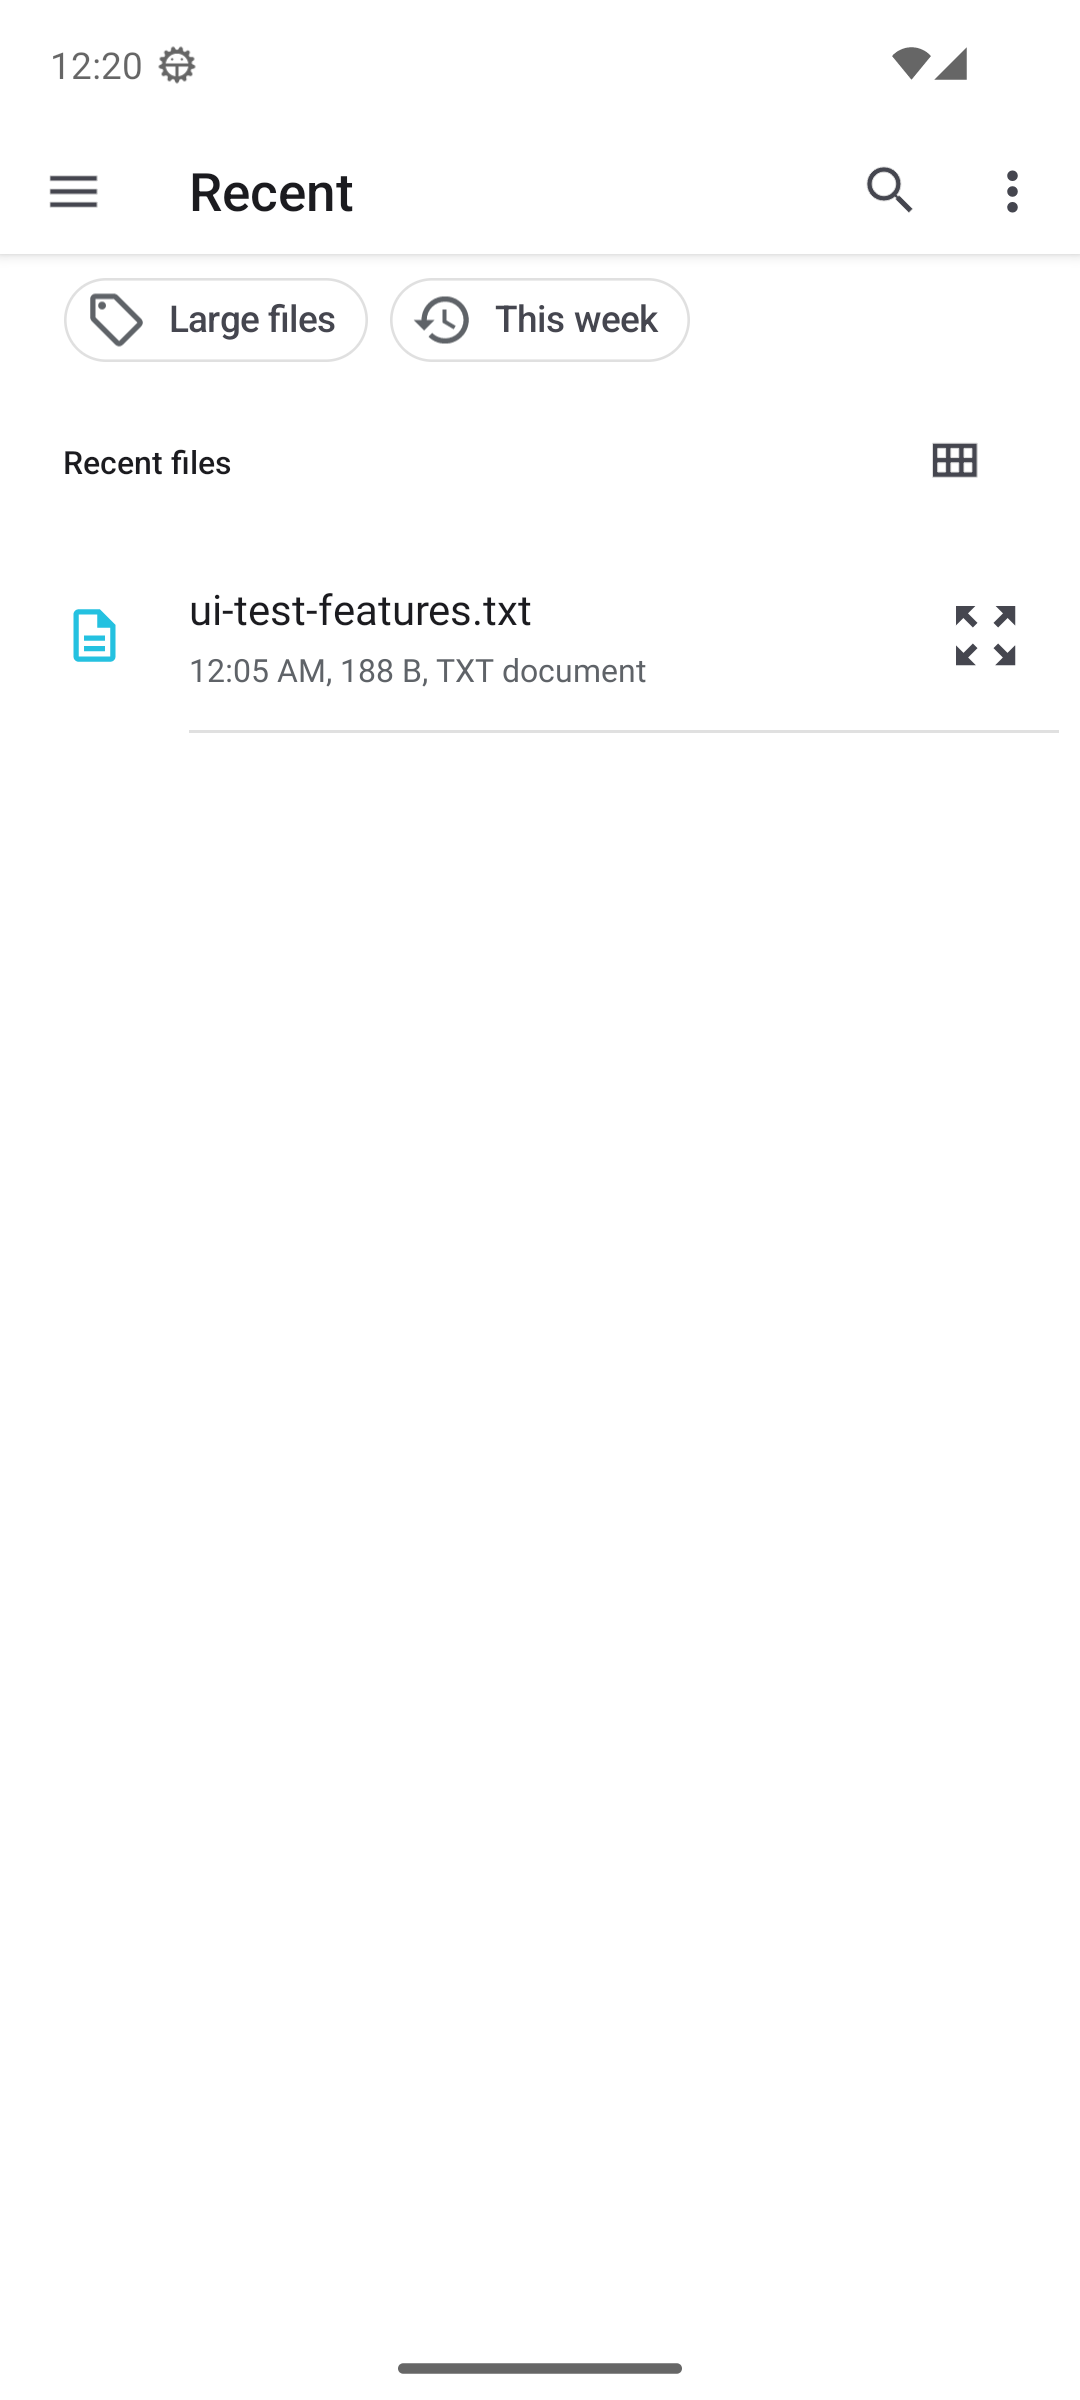 12:20
Recent
Large files
This week
Recent files
ui-test-features.txt
12:05 AM, 188 B, TXT document